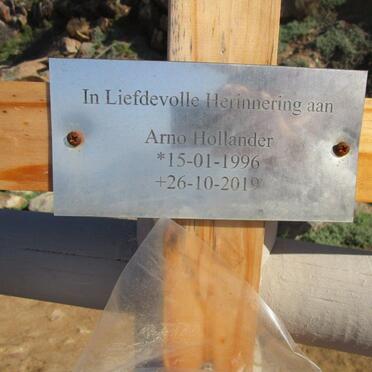 In Liefdevolle Herinnering aan
Arno Hollander
*15-01-1996
+26-10-2019